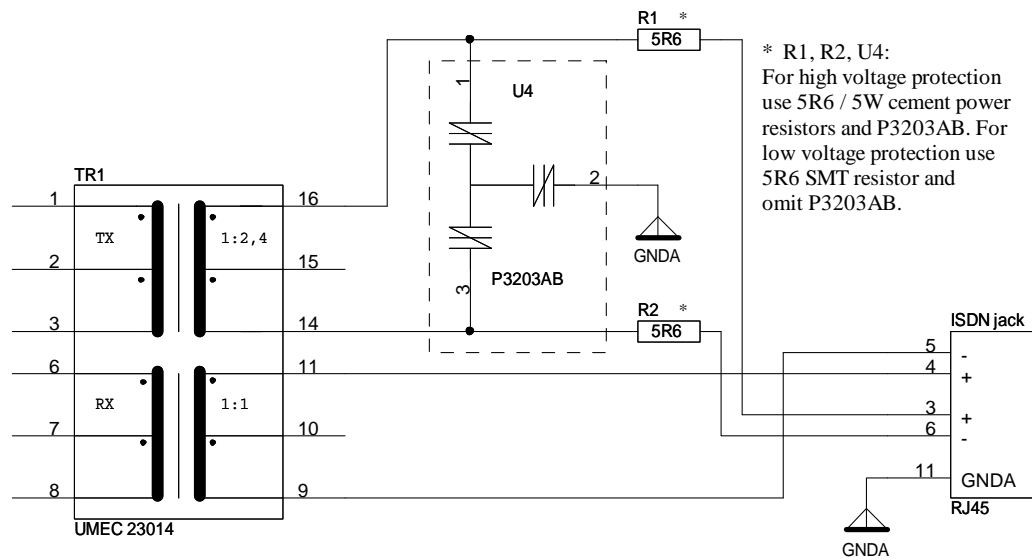 R1 *
5R6
* R1, R2, U4:
For high voltage protection
use 5R6 / 5W cement power
resistors and P3203AB. For
low voltage protection use
5R6 SMT resistor and
omit P3203AB.
1
U4
2
GNDA
P3203AB
3
R2 *
5R6
TR1
1
16
TX
1:2,4
2
15
3
14
6
11
RX
1:1
7
10
8
9
UMEC 23014
ISDN jack
5
-
4
+
3
+
6
-
11
GNDA
RJ45
GNDA